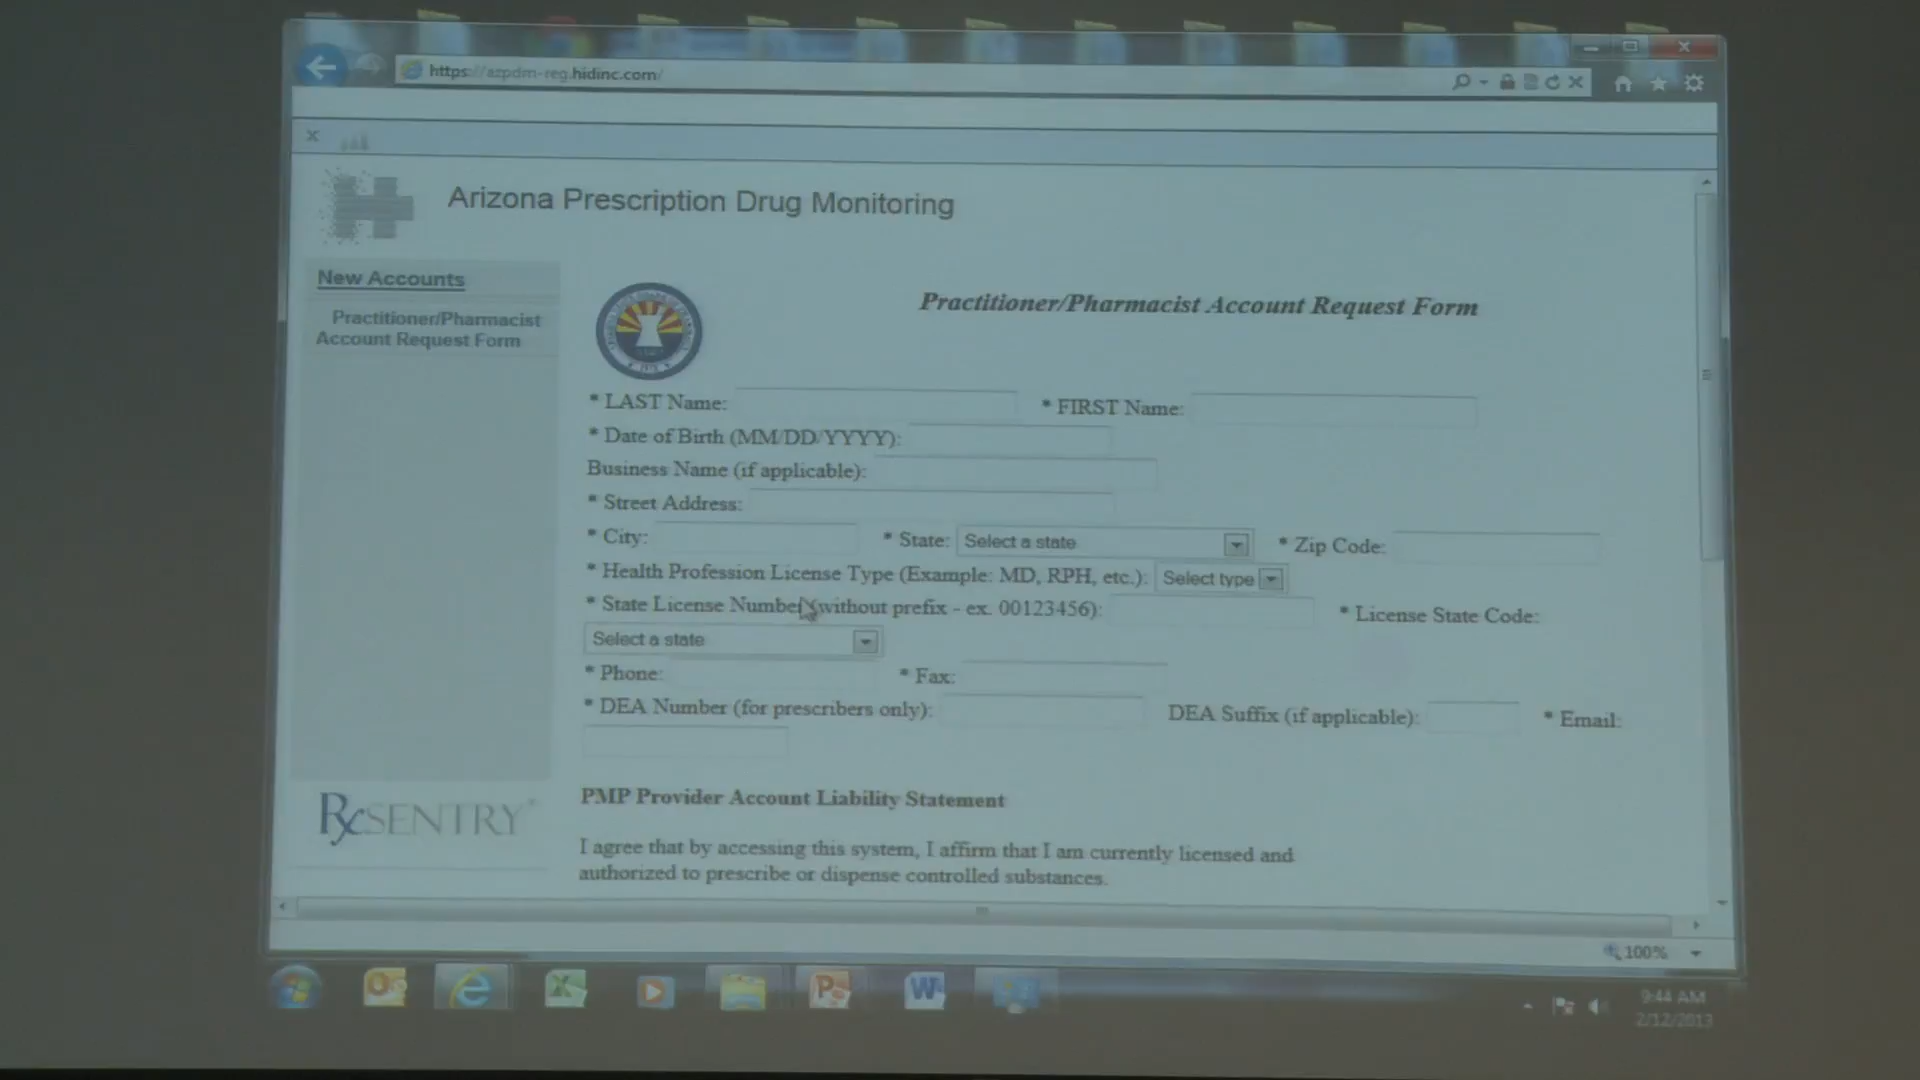 https://azpdm-reg.hidinc.com/
Arizona Prescription Drug Monitoring
New Accounts
Practitioner/Pharmacist
Account Request Form
Practitioner/Pharmacist Account Request Form
* LAST Name: * FIRST Name:
* Date of Birth (MM/DD/YYYY):
Business Name (if applicable):
* Street Address:
* City: * State: Select a state * Zip Code:
* Health Profession License Type (Example: MD, RPH, etc.): Select type
* State License Number (without prefix - ex. 00123456): * License State Code:
Select a state
* Phone: * Fax:
* DEA Number (for prescribers only): DEA Suffix (if applicable): * Email:
PMP Provider Account Liability Statement
I agree that by accessing this system, I affirm that I am currently licensed and
authorized to prescribe or dispense controlled substances.
RxSENTRY
100%
9:44 AM
2/12/2013